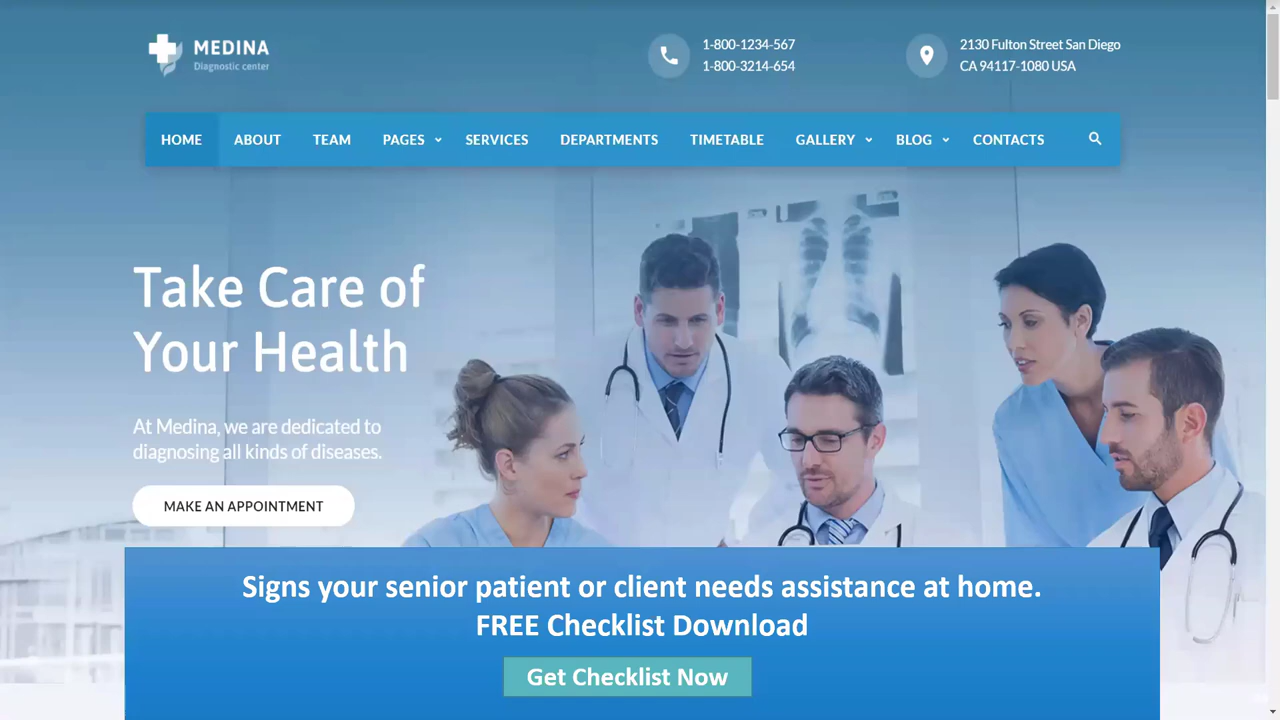 MEDINA
Diagnostic center
1-800-1234-567
1-800-3214-654
2130 Fulton Street San Diego
CA 94117-1080 USA
HOME ABOUT TEAM PAGES SERVICES DEPARTMENTS TIMETABLE GALLERY BLOG CONTACTS
Take Care of
Your Health
At Medina, we are dedicated to
diagnosing all kinds of diseases.
MAKE AN APPOINTMENT
Signs your senior patient or client needs assistance at home.
FREE Checklist Download
Get Checklist Now